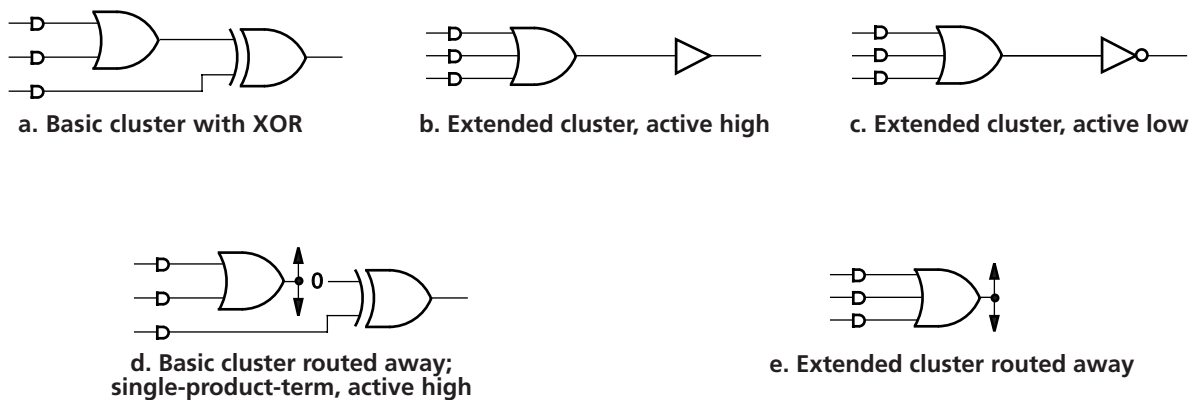 a. Basic cluster with XOR
b. Extended cluster, active high
c. Extended cluster, active low
0
d. Basic cluster routed away;
single-product-term, active high
e. Extended cluster routed away